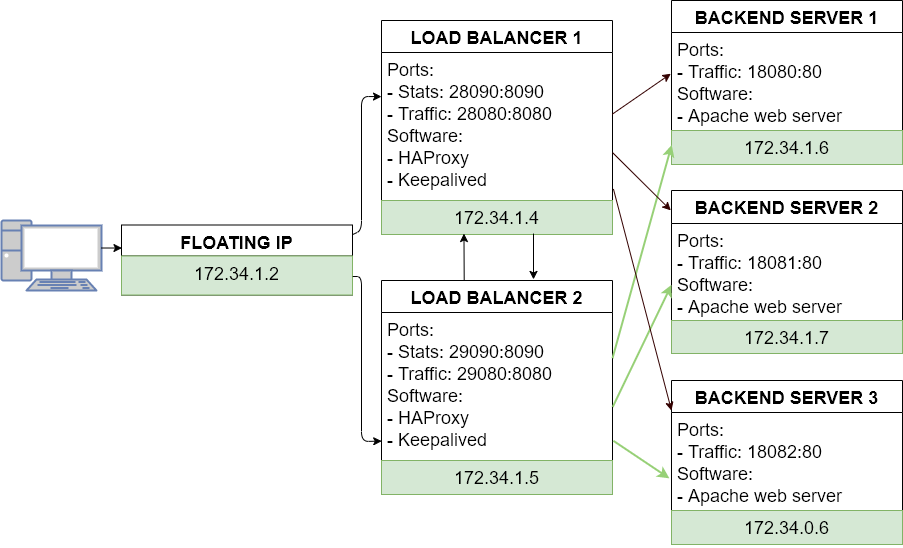 FLOATING IP
172.34.1.2
LOAD BALANCER 1
Ports:
- Stats: 28090:8090
- Traffic: 28080:8080
Software:
- HAProxy
- Keepalived
172.34.1.4
LOAD BALANCER 2
Ports:
- Stats: 29090:8090
- Traffic: 29080:8080
Software:
- HAProxy
- Keepalived
172.34.1.5
BACKEND SERVER 1
Ports:
- Traffic: 18080:80
Software:
- Apache web server
172.34.1.6
BACKEND SERVER 2
Ports:
- Traffic: 18081:80
Software:
- Apache web server
172.34.1.7
BACKEND SERVER 3
Ports:
- Traffic: 18082:80
Software:
- Apache web server
172.34.0.6